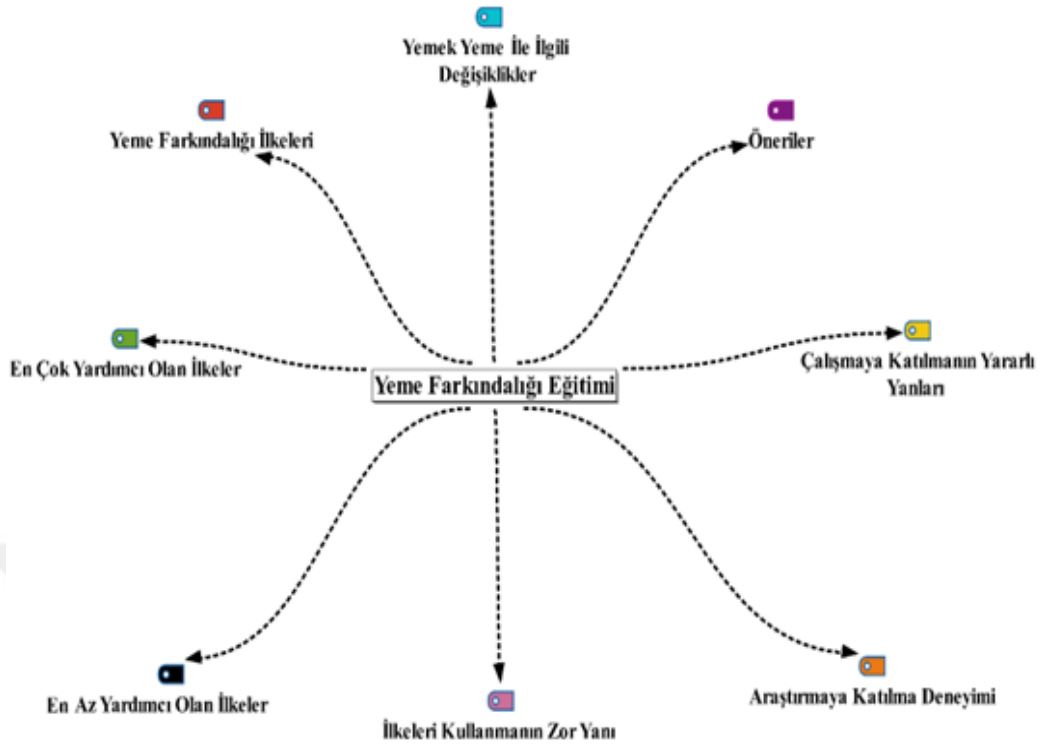 Yemek Yeme İle İlgili
Değişiklikler
Yeme Farkındalığı İlkeleri
Öneriler
En Çok Yardımcı Olan İlkeler
Çalışmaya Katılmanın Yararlı
Yanları
Yeme Farkındalığı Eğitimi
En Az Yardımcı Olan İlkeler
Araştırmaya Katılma Deneyimi
İlkeleri Kullanmanın Zor Yanı